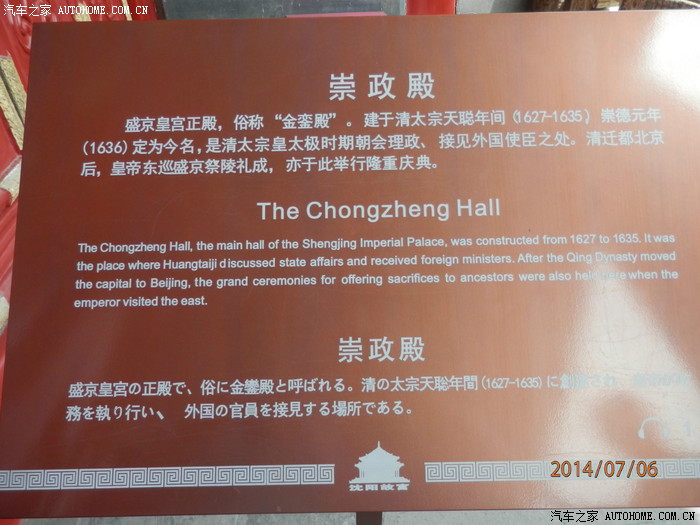 汽车之家 AUTOHOME.COM.CN
崇政殿
盛京皇宫正殿，俗称“金銮殿”。建于清太宗天聪年间（1627-1635）崇德元年
（1636）定为今名，是清太宗皇太极时期朝会理政、接见外国使臣之处。清迁都北京
后，皇帝东巡盛京祭陵礼成，亦于此举行隆重庆典。
The Chongzheng Hall
The Chongzheng Hall, the main hall of the Shengjing Imperial Palace, was constructed from 1627 to 1635. It was
the place where Huangtaiji discussed state affairs and received foreign ministers. After the Qing Dynasty moved
the capital to Beijing, the grand ceremonies for offering sacrifices to ancestors were also held here when the
emperor visited the east.
崇政殿
盛京皇宮の正殿で、俗に金鑾殿と呼ばれる。清の太宗天聡年間(1627-1635)に
務を執り行い、 外国の官員を接見する場所である。
沈阳故宫
2014/07/06
汽车之家 AUTOHOME.COM.CN